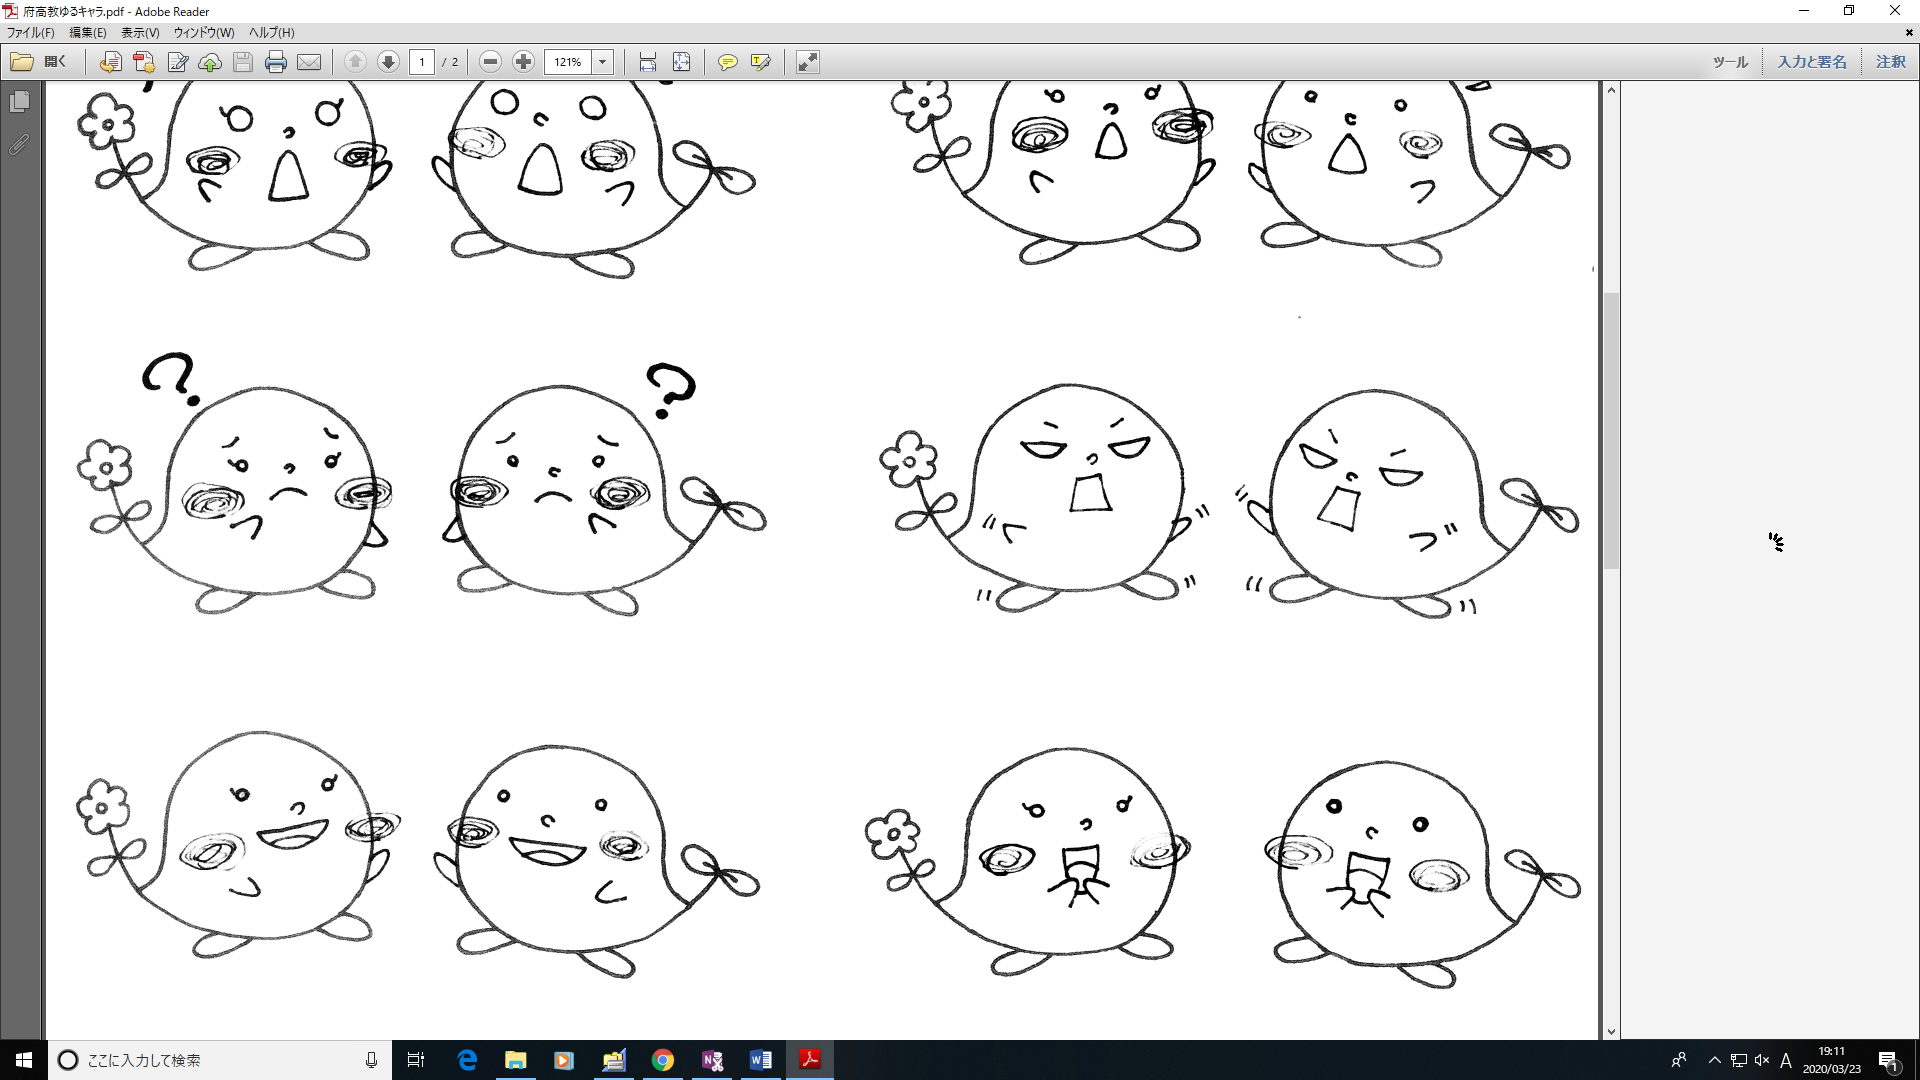 府高教ゆるキャラ.pdf - Adobe Reader
ファイル(F) 編集(E) 表示(V) ウィンドウ(W) ヘルプ(H)
開く 1 / 2 121% ツール 入力と署名 注釈
? ?
ここに入力して検索
A 19:11
2020/03/23
1